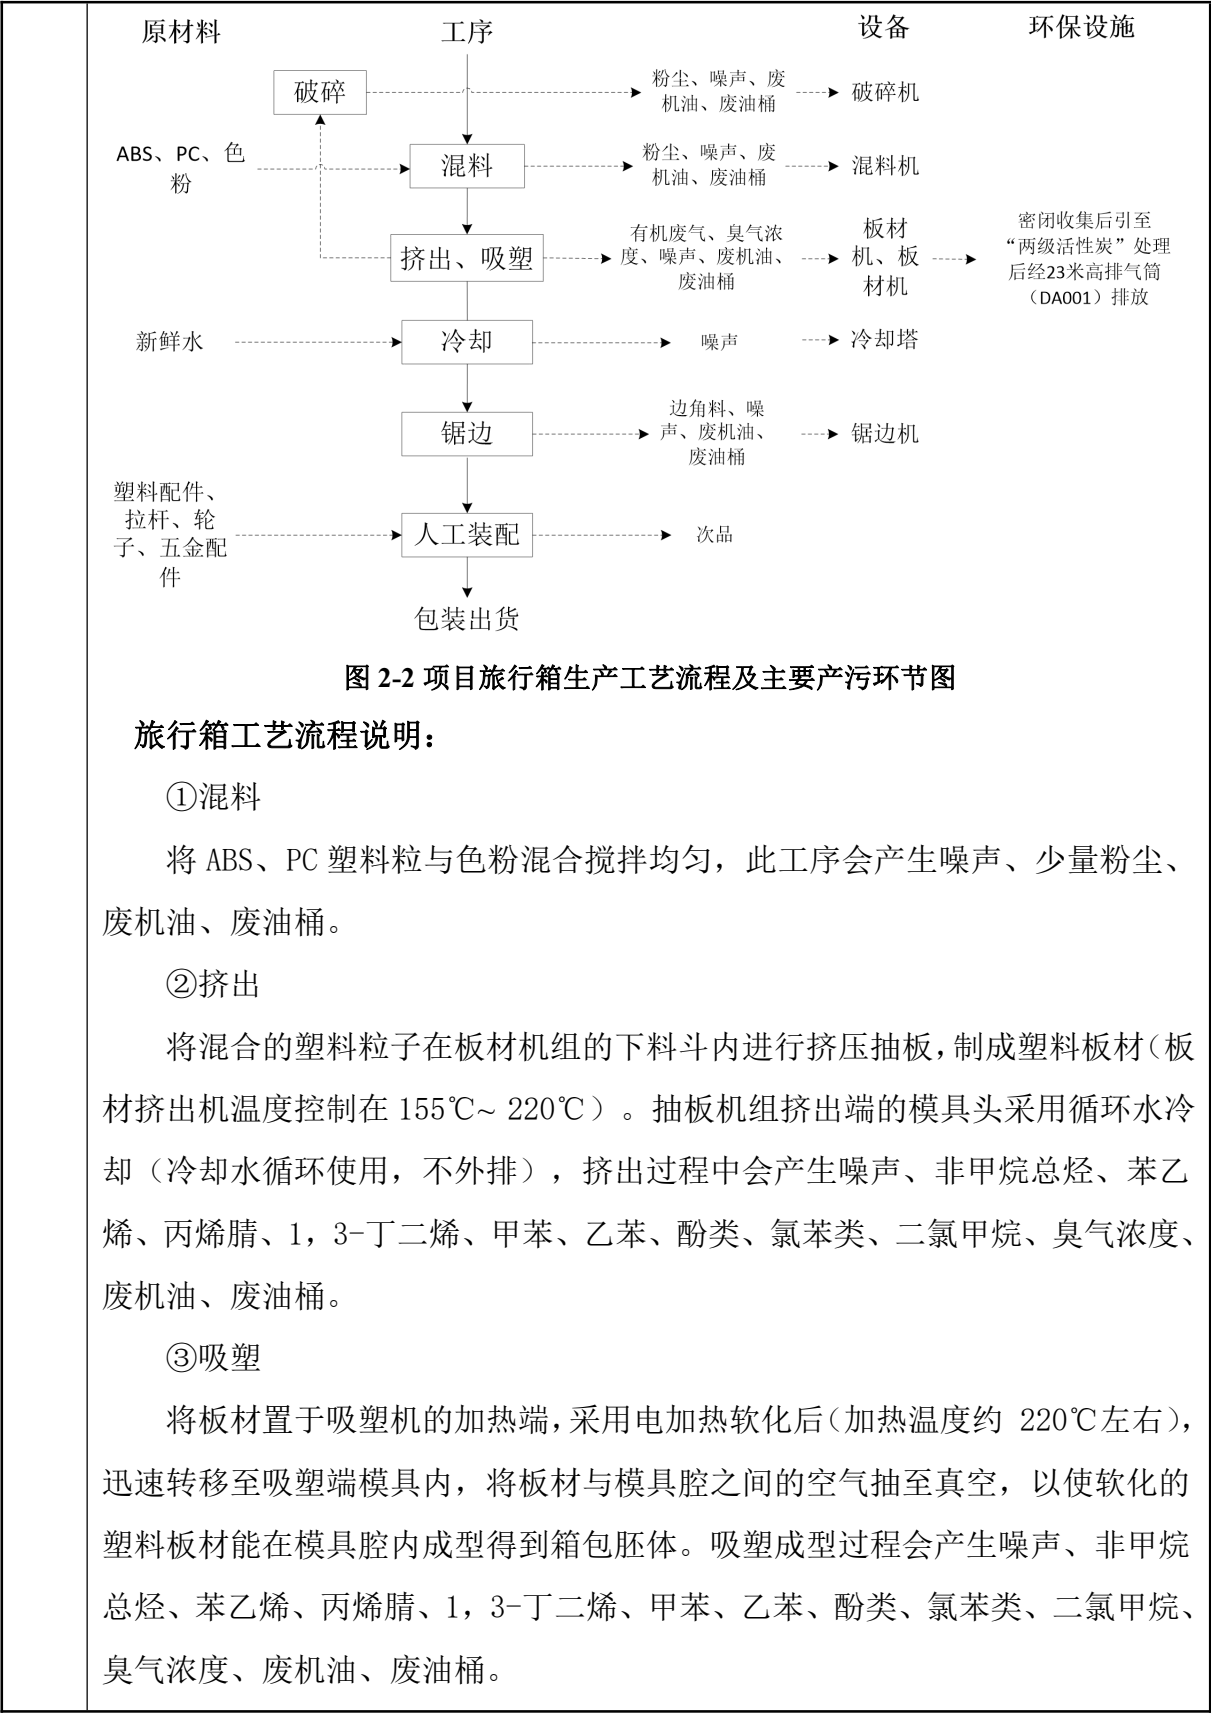 原材料 工序 设备 环保设施
破碎
粉尘、噪声、废
机油、废油桶
破碎机
ABS、PC、色
粉
混料
粉尘、噪声、废
机油、废油桶
混料机
挤出、吸塑
有机废气、臭气浓
度、噪声、废机油、
废油桶
板材
机、板
材机
密闭收集后引至
“两级活性炭”处理
后经23米高排气筒
（DA001）排放
新鲜水
冷却
噪声
冷却塔
锯边
边角料、噪
声、废机油、
废油桶
锯边机
塑料配件、
拉杆、轮
子、五金配
件
人工装配
次品
包装出货
图 2-2 项目旅行箱生产工艺流程及主要产污环节图
旅行箱工艺流程说明：
①混料
将 ABS、PC 塑料粒与色粉混合搅拌均匀，此工序会产生噪声、少量粉尘、
废机油、废油桶。
②挤出
将混合的塑料粒子在板材机组的下料斗内进行挤压抽板，制成塑料板材（板
材挤出机温度控制在 155℃~ 220℃）。抽板机组挤出端的模具头采用循环水冷
却（冷却水循环使用，不外排），挤出过程中会产生噪声、非甲烷总烃、苯乙
烯、丙烯腈、1，3-丁二烯、甲苯、乙苯、酚类、氯苯类、二氯甲烷、臭气浓度、
废机油、废油桶。
③吸塑
将板材置于吸塑机的加热端，采用电加热软化后（加热温度约 220℃左右），
迅速转移至吸塑端模具内，将板材与模具腔之间的空气抽至真空，以使软化的
塑料板材能在模具腔内成型得到箱包胚体。吸塑成型过程会产生噪声、非甲烷
总烃、苯乙烯、丙烯腈、1，3-丁二烯、甲苯、乙苯、酚类、氯苯类、二氯甲烷、
臭气浓度、废机油、废油桶。